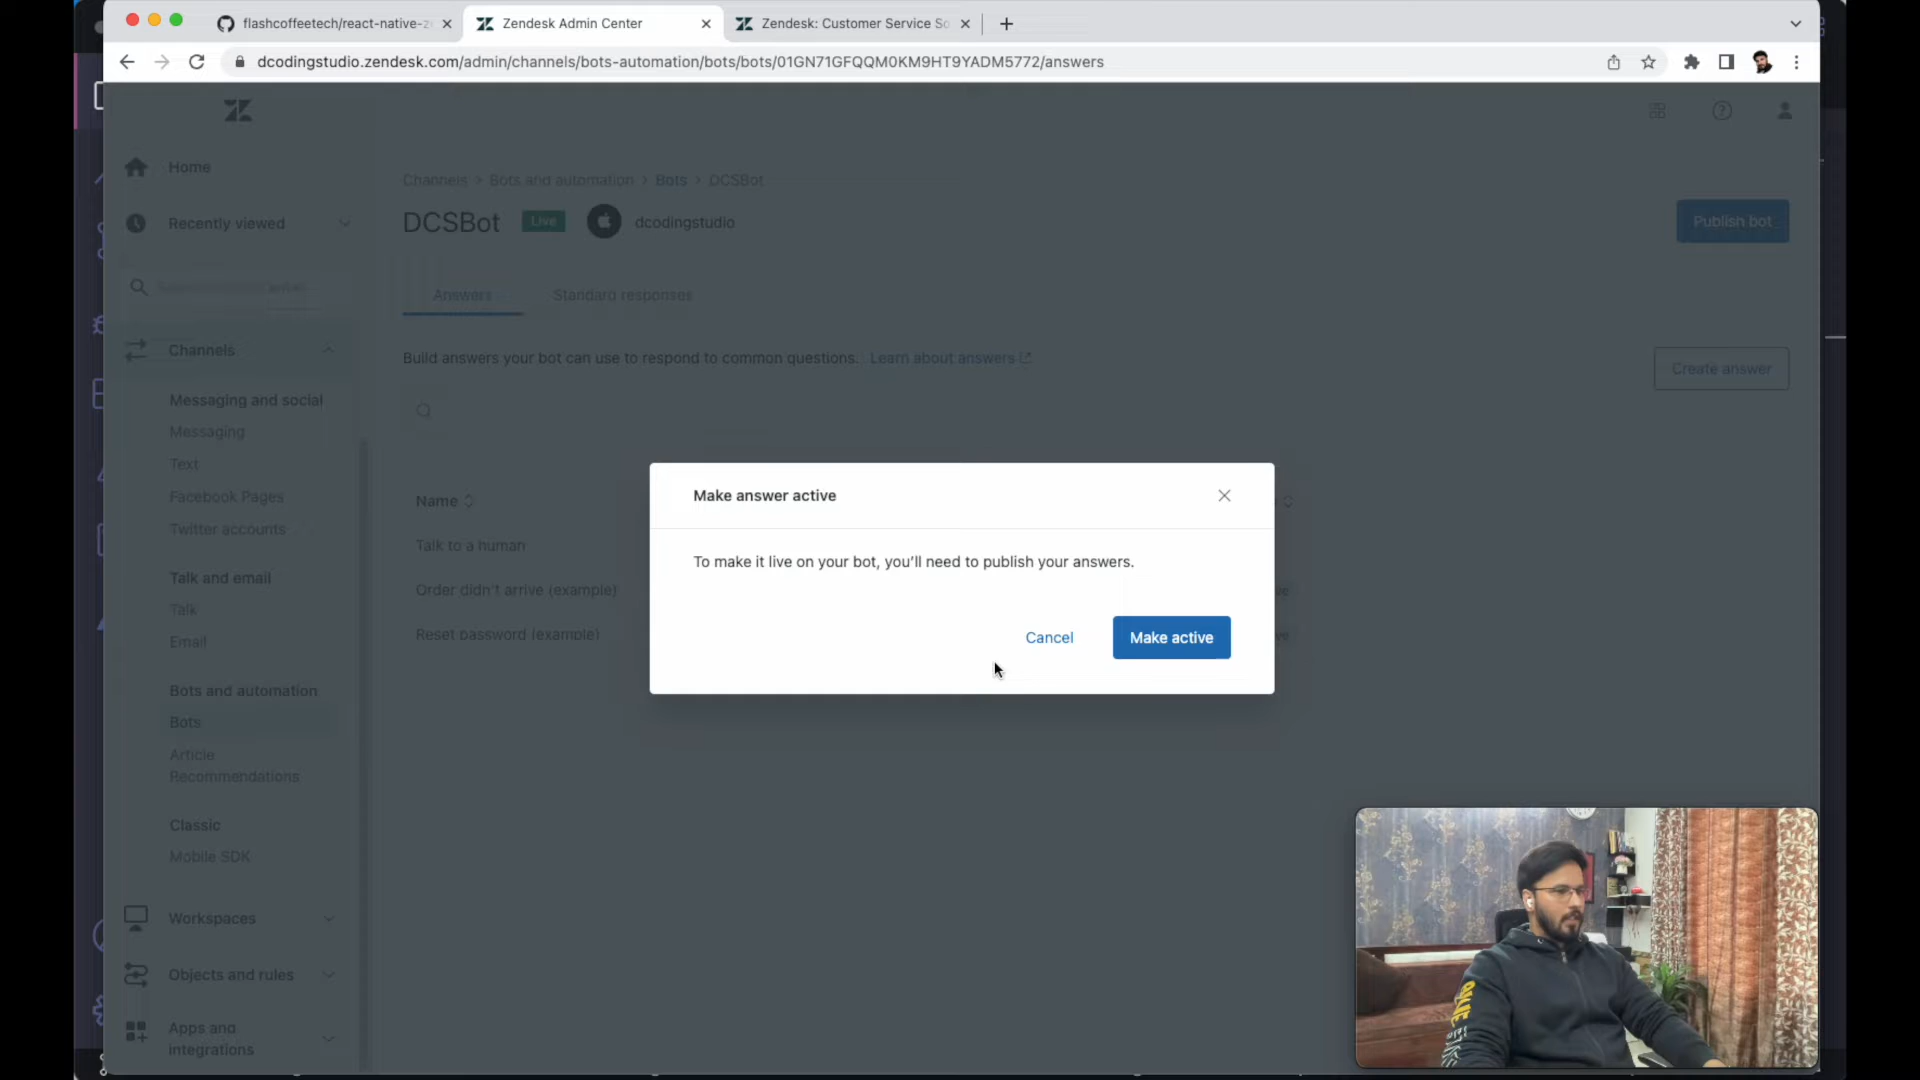 flashcoffeetech/react-native-z
Zendesk Admin Center
Zendesk: Customer Service So
dcodingstudio.zendesk.com/admin/channels/bots-automation/bots/bots/01GN71GFQQM0KM9HT9YADM5772/answers
Home
Recently viewed
Channels
Messaging and social
Messaging
Text
Facebook Pages
Twitter accounts
Talk and email
Talk
Email
Bots and automation
Bots
Article
Recommendations
Classic
Mobile SDK
Workspaces
Objects and rules
Apps and
integrations
Channels > Bots and automation > Bots > DCSBot
DCSBot Live dcodingstudio
Publish bot
Answers Standard responses
Build answers your bot can use to respond to common questions. Learn about answers
Create answer
Name
Talk to a human
Order didn't arrive (example)
Reset password (example)
Make answer active
To make it live on your bot, you'll need to publish your answers.
Cancel Make active